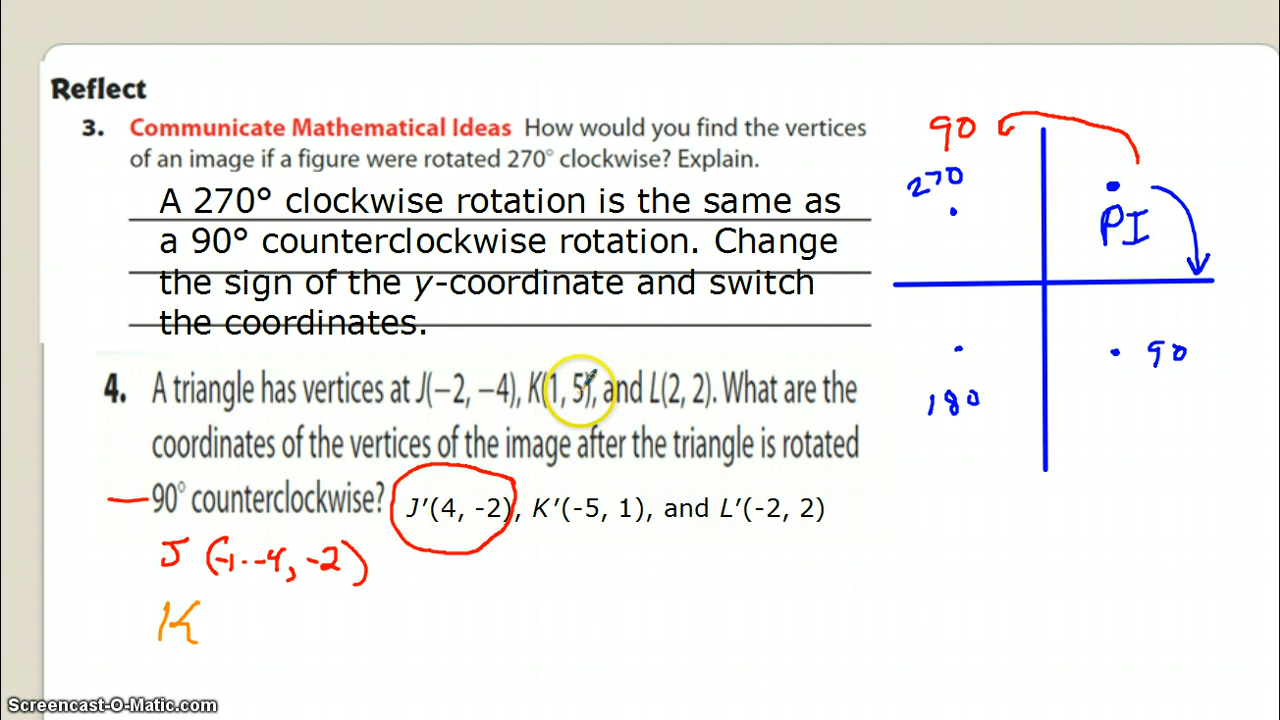 Reflect
3. Communicate Mathematical Ideas How would you find the vertices
of an image if a figure were rotated 270° clockwise? Explain.
A 270° clockwise rotation is the same as
a 90° counterclockwise rotation. Change
the sign of the y-coordinate and switch
the coordinates.
4. A triangle has vertices at J(−2, −4), K(1, 5), and L(2, 2). What are the
coordinates of the vertices of the image after the triangle is rotated
90° counterclockwise? J′(4, -2), K′(-5, 1), and L′(-2, 2)
J (-1·-4, -2)
K
90
270
PI
90
180
Screencast-O-Matic.com